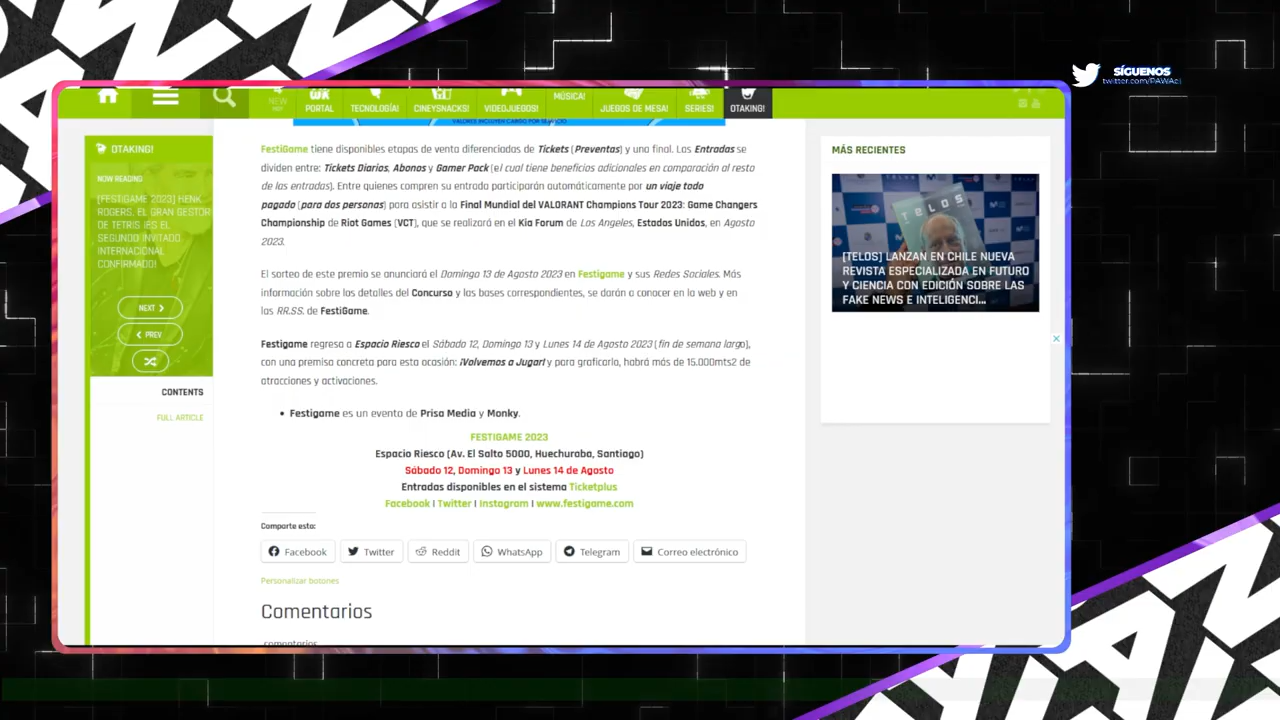 SÍGUENOS
twitter.com/PAWAcl
NEW
PORTAL
TECNOLOGÍA!
CINEYSNACKS!
VIDEOJUEGOS!
MÚSICA!
JUEGOS DE MESA!
SERIES!
OTAKING!
VALORES INCLUYEN CARGO POR SERVICIO
OTAKING!
NOW READING
[FESTIGAME 2023] HENK
ROGERS, EL GRAN GESTOR
DE TETRIS ¡ES EL
SEGUNDO INVITADO
INTERNACIONAL
CONFIRMADO!
NEXT
PREV
CONTENTS
FULL ARTICLE
FestiGame tiene disponibles etapas de venta diferenciadas de Tickets (Preventas) y una final. Las Entradas se
dividen entre: Tickets Diarios, Abonos y Gamer Pack (el cual tiene beneficios adicionales en comparación al resto
de las entradas). Entre quienes compren su entrada participarán automáticamente por un viaje todo
pagado (para dos personas) para asistir a la Final Mundial del VALORANT Champions Tour 2023: Game Changers
Championship de Riot Games (VCT), que se realizará en el Kia Forum de Los Angeles, Estados Unidos, en Agosto
2023.
El sorteo de este premio se anunciará el Domingo 13 de Agosto 2023 en Festigame y sus Redes Sociales. Más
información sobre los detalles del Concurso y las bases correspondientes, se darán a conocer en la web y en
las RR.SS. de FestiGame.
Festigame regresa a Espacio Riesco el Sábado 12, Domingo 13 y Lunes 14 de Agosto 2023 (fin de semana largo),
con una premisa concreta para esta ocasión: ¡Volvemos a Jugar! y para graficarlo, habrá más de 15.000mts2 de
atracciones y activaciones.
• Festigame es un evento de Prisa Media y Monky.
FESTIGAME 2023
Espacio Riesco (Av. El Salto 5000, Huechuraba, Santiago)
Sábado 12, Domingo 13 y Lunes 14 de Agosto
Entradas disponibles en el sistema Ticketplus
Facebook | Twitter | Instagram | www.festigame.com
Comparte esto:
Facebook
Twitter
Reddit
WhatsApp
Telegram
Correo electrónico
Personalizar botones
Comentarios
comentarios
MÁS RECIENTES
TELOS
[TELOS] LANZAN EN CHILE NUEVA
REVISTA ESPECIALIZADA EN FUTURO
Y CIENCIA CON EDICIÓN SOBRE LAS
FAKE NEWS E INTELIGENCI...